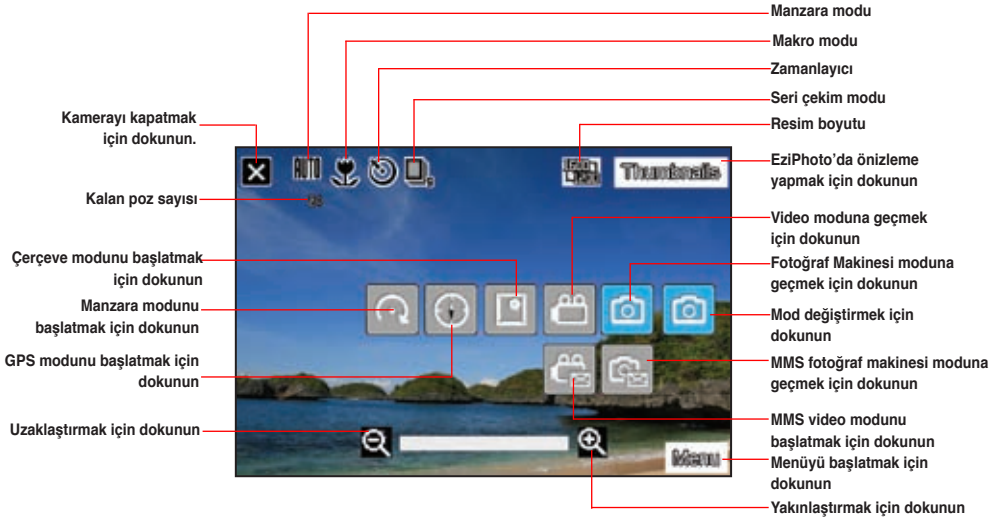 Manzara modu
Makro modu
Zamanlayıcı
Seri çekim modu
Resim boyutu
EziPhoto'da önizleme
yapmak için dokunun
Video moduna geçmek
için dokunun
Fotoğraf Makinesi moduna
geçmek için dokunun
Mod değiştirmek için
dokunun
MMS fotoğraf makinesi moduna
geçmek için dokunun
MMS video modunu
başlatmak için dokunun
Menüyü başlatmak için
dokunun
Yakınlaştırmak için dokunun
Kamerayı kapatmak
için dokunun.
Kalan poz sayısı
Çerçeve modunu başlatmak
için dokunun
Manzara modunu
başlatmak için dokunun
GPS modunu başlatmak için
dokunun
Uzaklaştırmak için dokunun
AUTO
Thumbnails
Menu